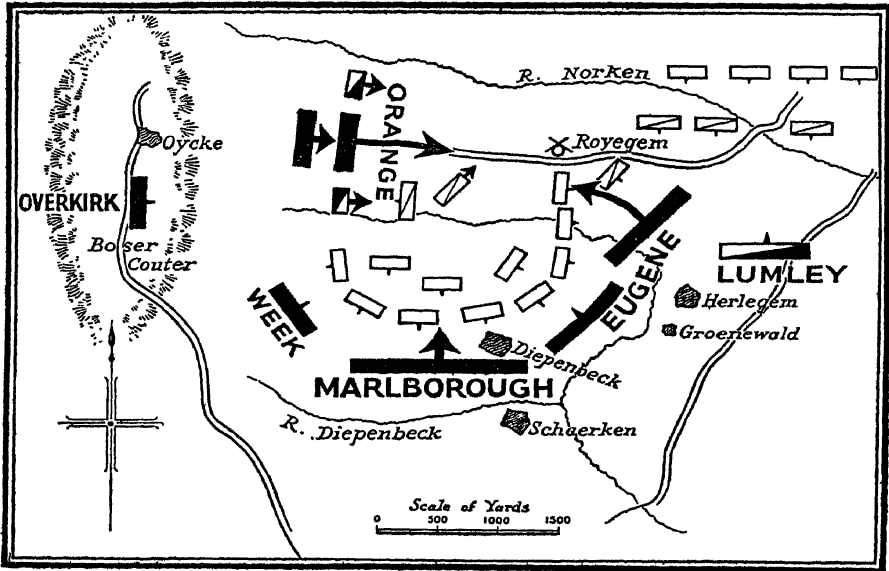 R. Norken
ORANGE
Oycke
Royegem
OVERKIRK
Boser
Couter
EUGENE
LUMLEY
WEEK
Herlegem
Groenewald
Diepenbeck
MARLBOROUGH
R. Diepenbeck
Schaerken
Scale of Yards
0 500 1000 1500